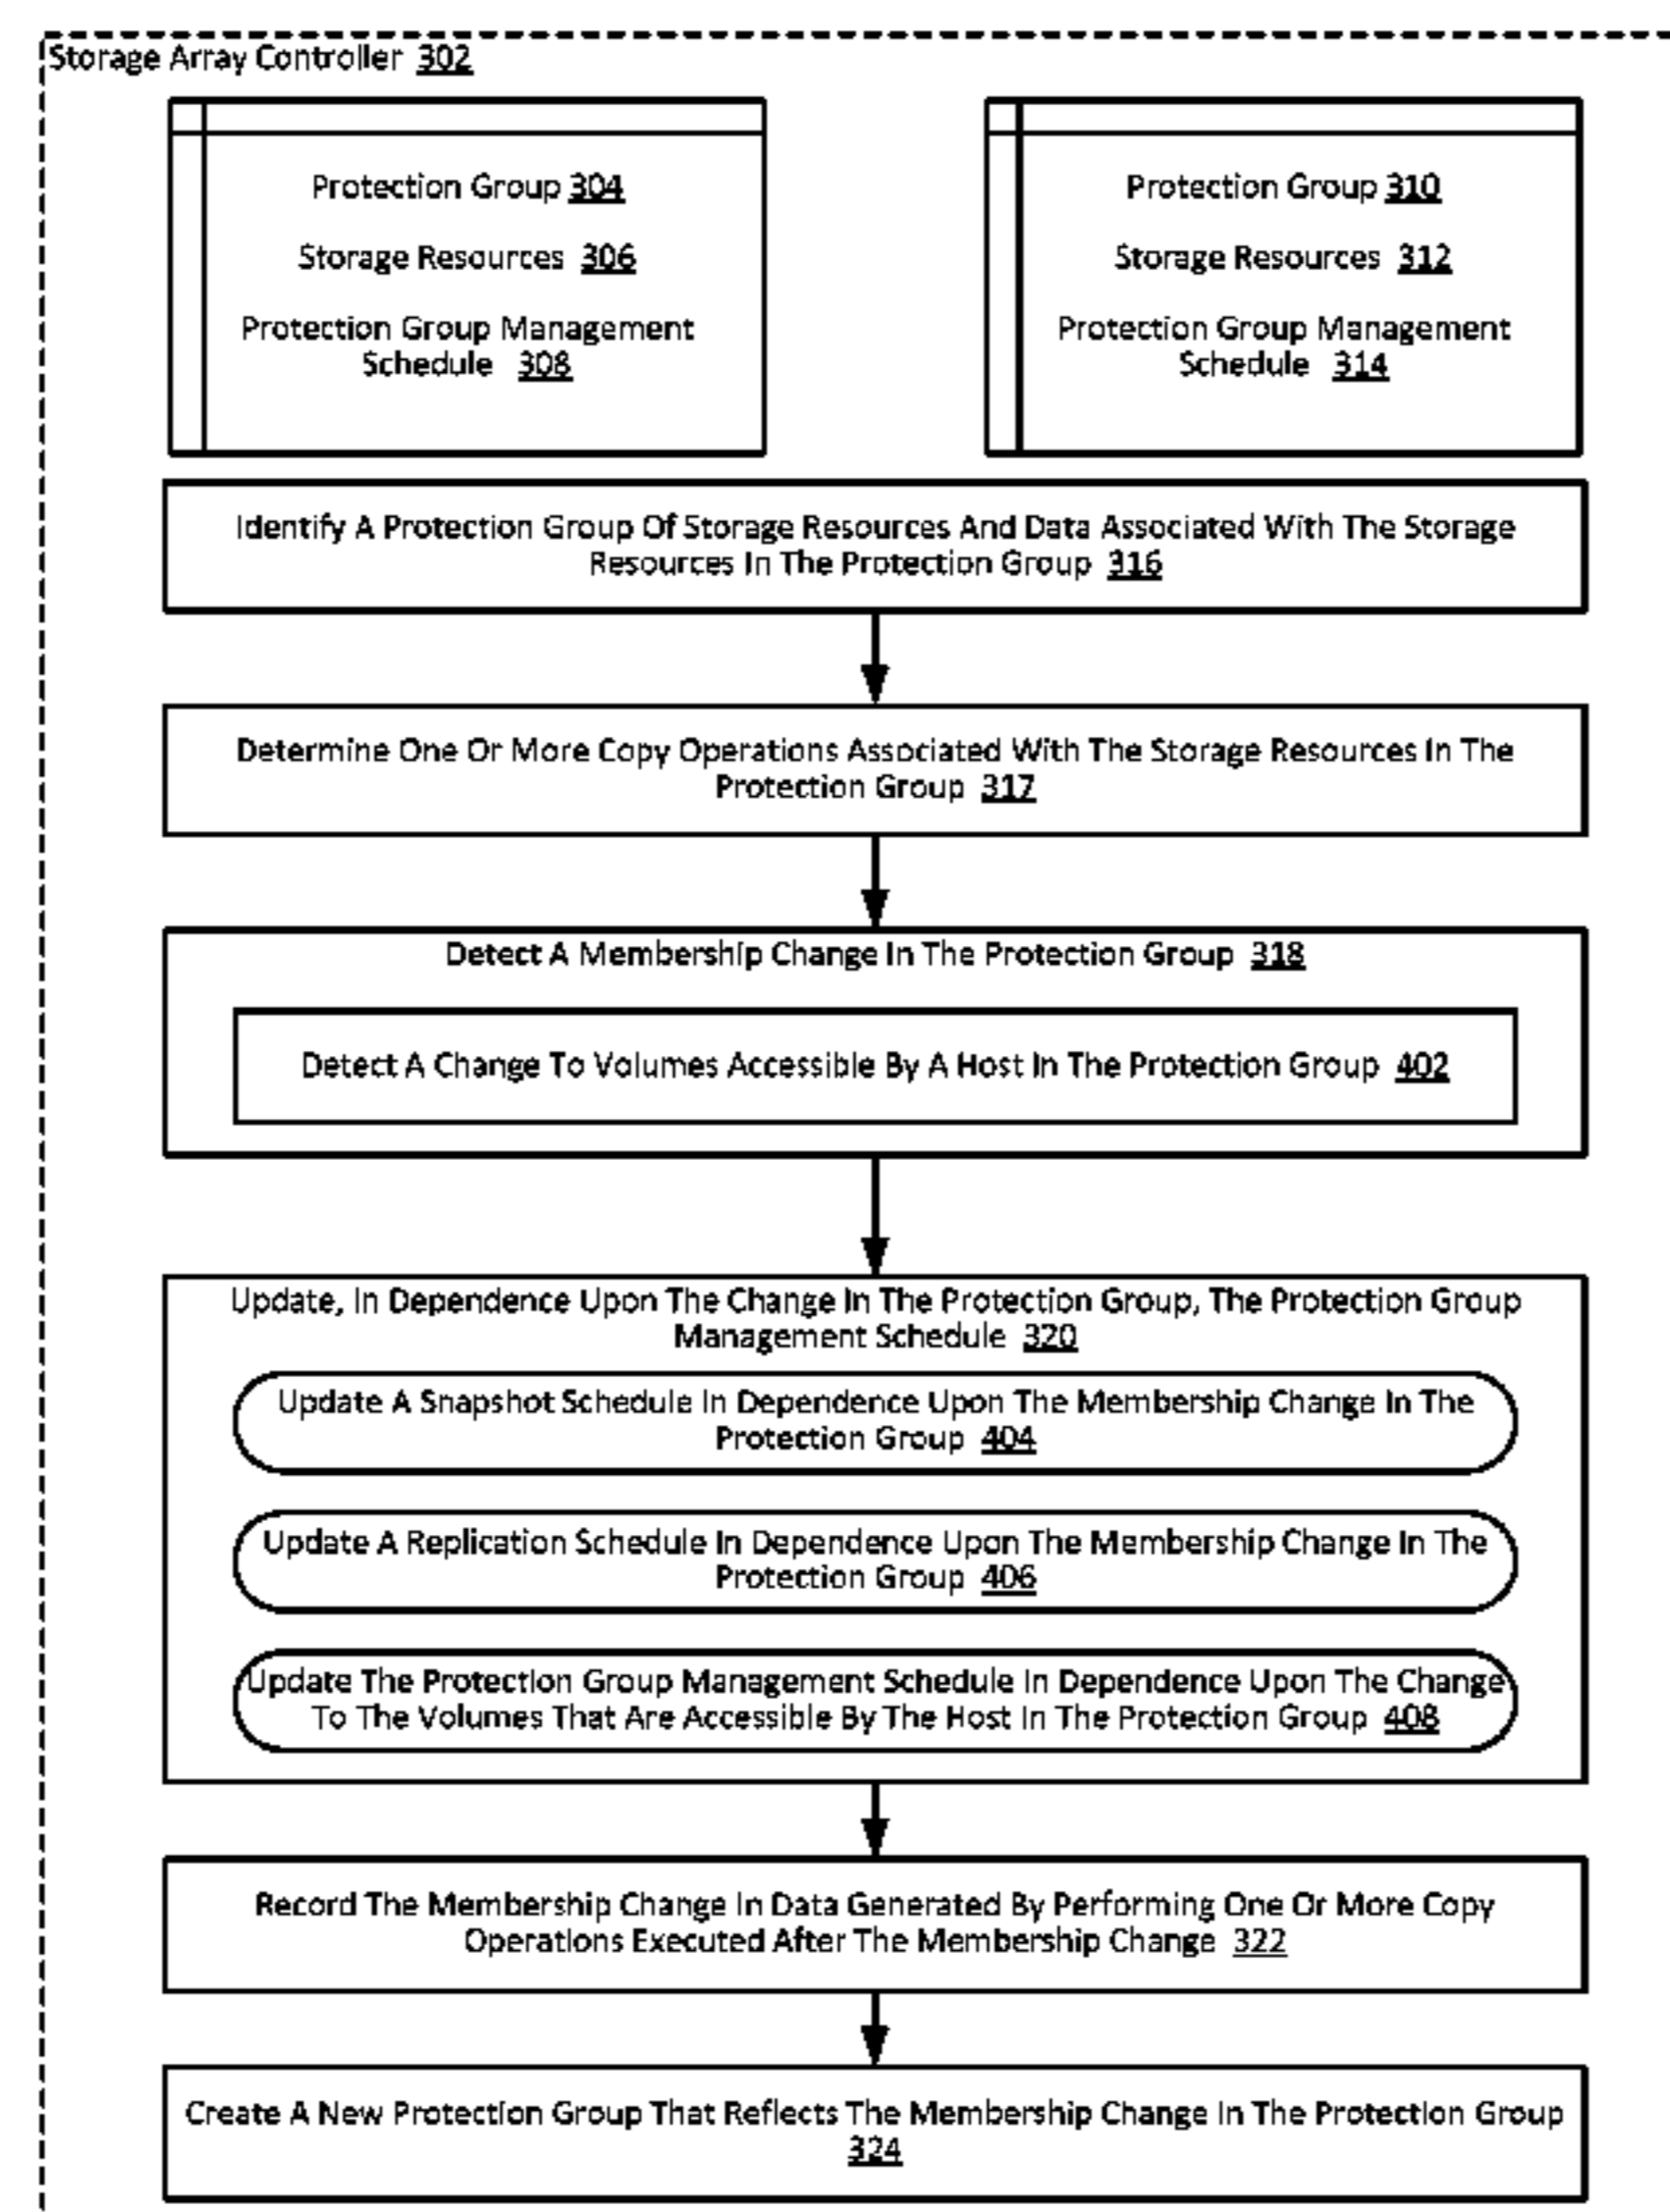 Storage Array Controller 302
Protection Group 304
Storage Resources 306
Protection Group Management
Schedule 308
Protection Group 310
Storage Resources 312
Protection Group Management
Schedule 314
Identify A Protection Group Of Storage Resources And Data Associated With The Storage
Resources In The Protection Group 316
Determine One Or More Copy Operations Associated With The Storage Resources In The
Protection Group 317
Detect A Membership Change In The Protection Group 318
Detect A Change To Volumes Accessible By A Host In The Protection Group 402
Update, In Dependence Upon The Change In The Protection Group, The Protection Group
Management Schedule 320
Update A Snapshot Schedule In Dependence Upon The Membership Change In The
Protection Group 404
Update A Replication Schedule In Dependence Upon The Membership Change In The
Protection Group 406
Update The Protection Group Management Schedule In Dependence Upon The Change
To The Volumes That Are Accessible By The Host In The Protection Group 408
Record The Membership Change In Data Generated By Performing One Or More Copy
Operations Executed After The Membership Change 322
Create A New Protection Group That Reflects The Membership Change In The Protection Group
324